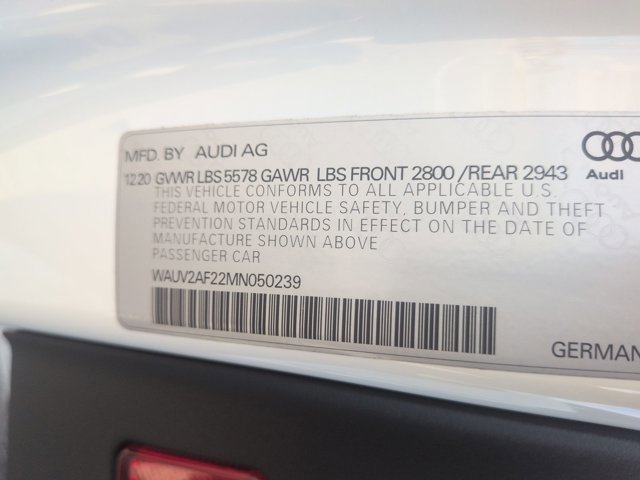 MFD. BY AUDI AG
12.20 GVWR LBS 5578 GAWR LBS FRONT 2800 /REAR 2943
THIS VEHICLE CONFORMS TO ALL APPLICABLE U.S.
FEDERAL MOTOR VEHICLE SAFETY, BUMPER AND THEFT
PREVENTION STANDARDS IN EFFECT ON THE DATE OF
MANUFACTURE SHOWN ABOVE
PASSENGER CAR
WAUV2AF22MN050239
Audi
GERMAN